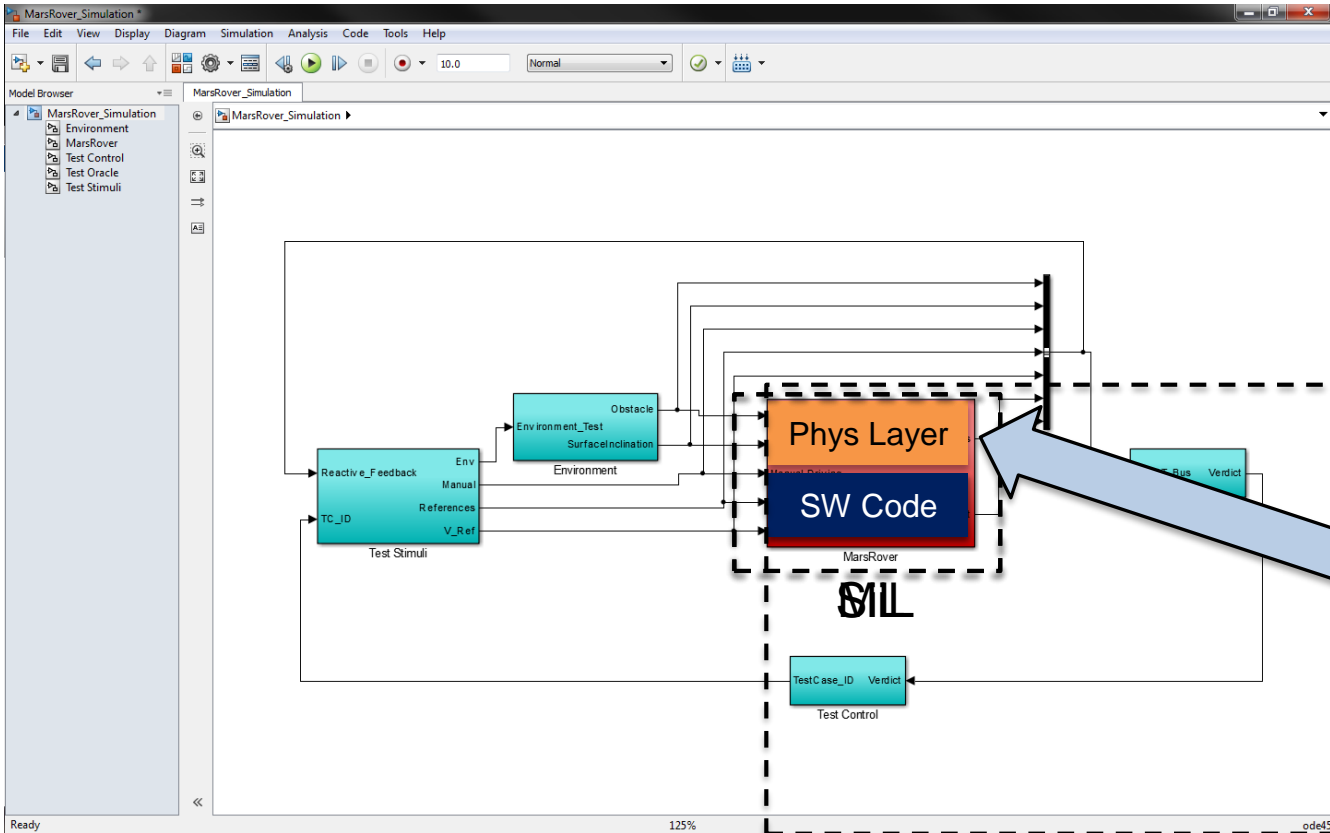 MarsRover_Simulation *
File Edit View Display Diagram Simulation Analysis Code Tools Help
10.0 Normal
Model Browser
MarsRover_Simulation
MarsRover_Simulation
MarsRover_Simulation
Environment
MarsRover
Test Control
Test Oracle
Test Stimuli
Obstacle
Environment_Test
SurfaceInclination
Environment
Reactive_Feedback
TC_ID
Env
Manual
References
V_Ref
Test Stimuli
Phys Layer
SW Code
MarsRover
Bus Verdict
TestCase_ID Verdict
Test Control
Ready
125%
ode45